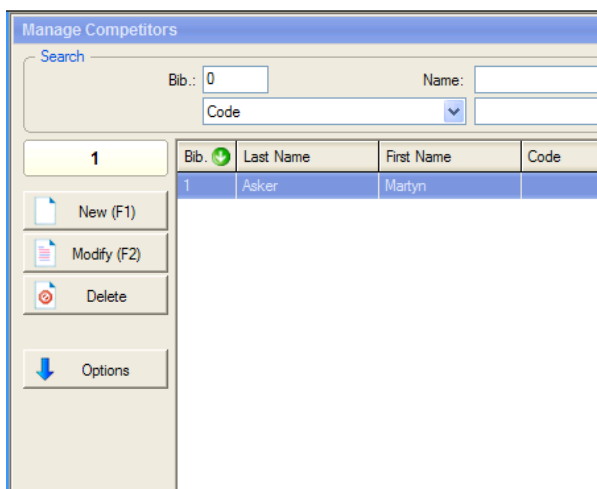 Manage Competitors
Search
Bib.: 0 Name:
Code
1 Bib. Last Name First Name Code
1 Asker Martyn
New (F1)
Modify (F2)
Delete
Options